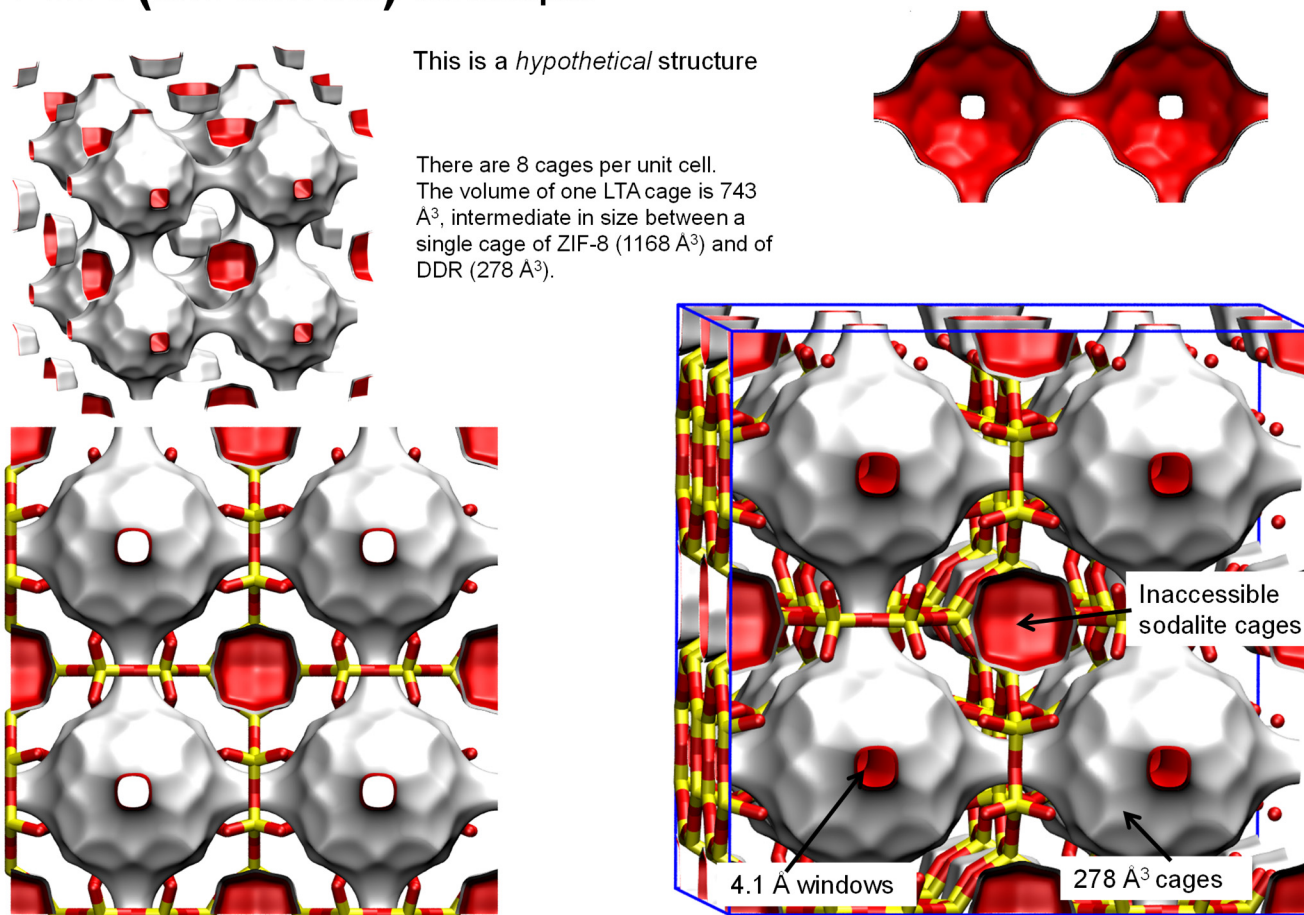 This is a hypothetical structure
There are 8 cages per unit cell.
The volume of one LTA cage is 743
Å³, intermediate in size between a
single cage of ZIF-8 (1168 Å³) and of
DDR (278 Å³).
Inaccessible
sodalite cages
4.1 Å windows
278 Å³ cages